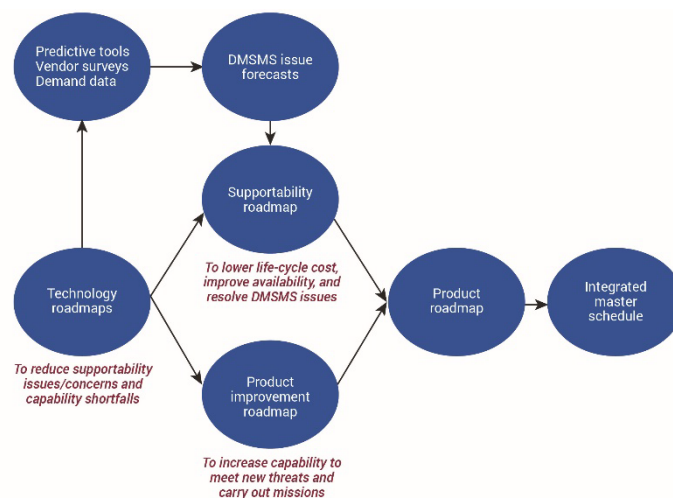 Predictive tools
Vendor surveys
Demand data
DMSMS issue
forecasts
Supportability
roadmap
To lower life-cycle cost,
improve availability, and
resolve DMSMS issues
Technology
roadmaps
To reduce supportability
issues/concerns and
capability shortfalls
Product
improvement
roadmap
To increase capability to
meet new threats and
carry out missions
Product
roadmap
Integrated
master
schedule